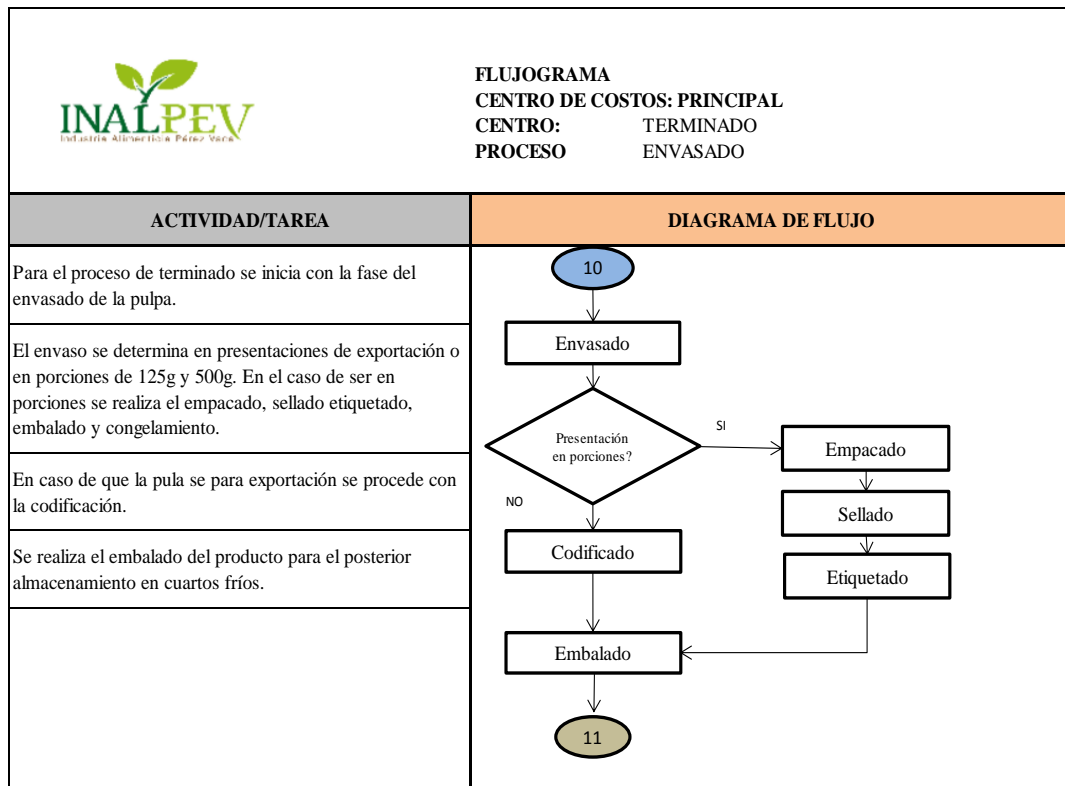 INALPEV
Industria Alimenticia Pérez Vaca
FLUJOGRAMA
CENTRO DE COSTOS: PRINCIPAL
CENTRO: TERMINADO
PROCESO ENVASADO
ACTIVIDAD/TAREA
DIAGRAMA DE FLUJO
Para el proceso de terminado se inicia con la fase del
envasado de la pulpa.
El envaso se determina en presentaciones de exportación o
en porciones de 125g y 500g. En el caso de ser en
porciones se realiza el empacado, sellado etiquetado,
embalado y congelamiento.
En caso de que la pula se para exportación se procede con
la codificación.
Se realiza el embalado del producto para el posterior
almacenamiento en cuartos fríos.
10
Envasado
Presentación
en porciones?
SI
Empacado
Sellado
Etiquetado
NO
Codificado
Embalado
11